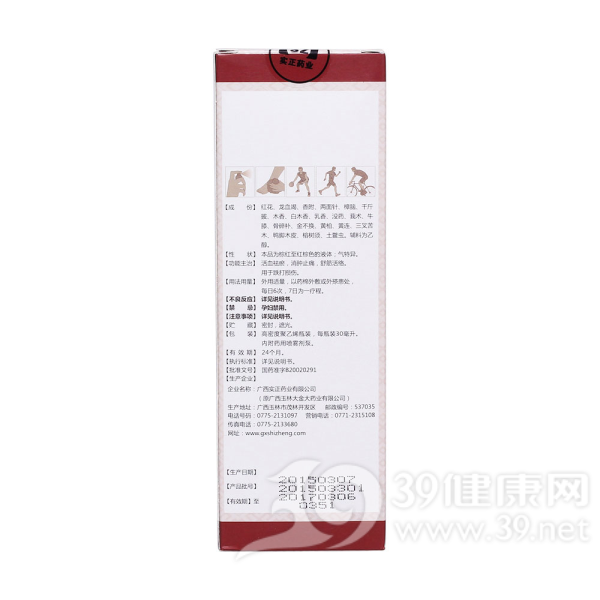 实正药业
【成 份】红花、龙血竭、香附、两面针、樟脑、千斤
拔、木香、白木香、乳香、没药、莪术、牛
膝、骨碎补、金不换、黄柏、黄连、三叉苦
木、鸭脚木皮、榕树须、土鳖虫。辅料为乙
醇。
【性 状】本品为棕红至红棕色的液体；气特异。
【功能主治】活血祛瘀，消肿止痛，舒筋活络。
用于跌打损伤。
【用法用量】外用适量，以药棉外敷或外擦患处，
每日6次，7日为一疗程。
【不良反应】详见说明书。
【禁 忌】孕妇禁用。
【注意事项】详见说明书。
【贮 藏】密封，遮光。
【包 装】高密度聚乙烯瓶装，每瓶装30毫升。
内附药用喷雾剂泵。
【有 效 期】24个月。
【执行标准】详见说明书。
【批准文号】国药准字B20020291
【生产企业】
企业名称：广西实正药业有限公司
（原广西玉林大金大药业有限公司）
生产地址：广西玉林市茂林开发区 邮政编号：537035
电话号码：0775-2131097 营销电话：0771-2315108
传真电话：0775-2133680
网址：www.gxshizheng.com
【生产日期】 20150307
【产品批号】 20150330​1
【有效期】至 20170306
0351
39健康网
www.39.net